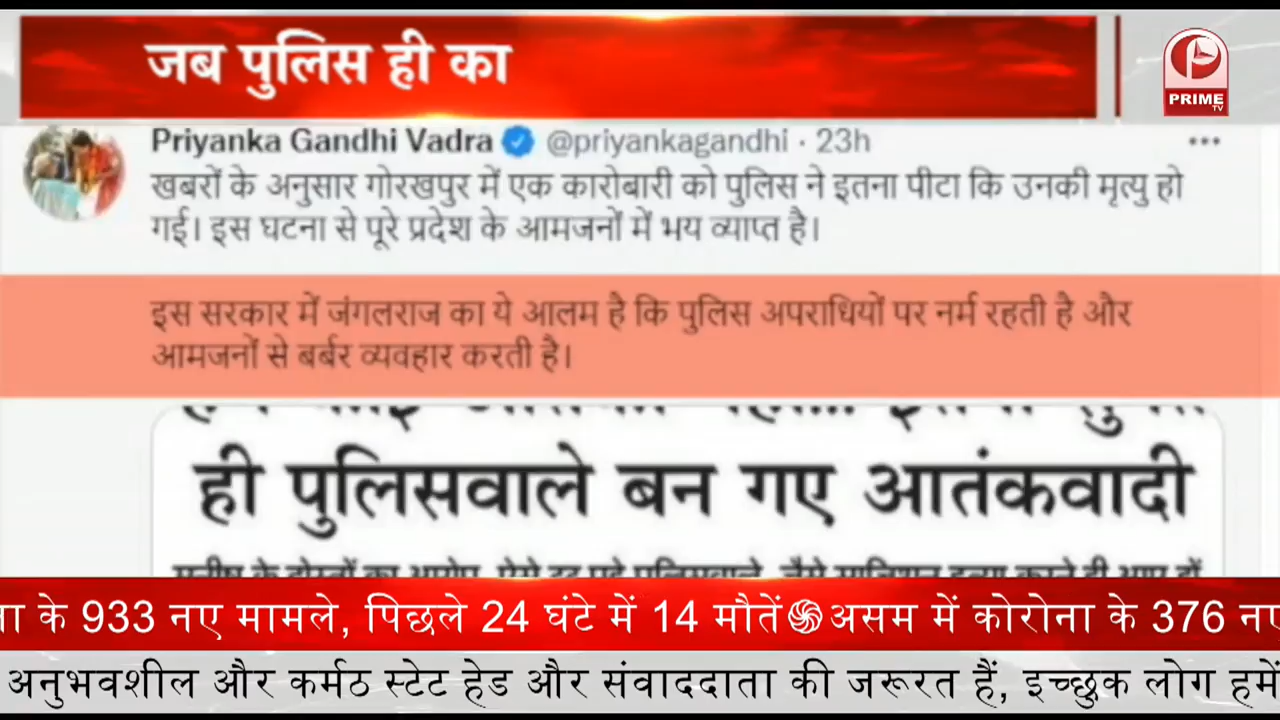 जब पुलिस ही का
PRIME
TV
Priyanka Gandhi Vadra @priyankagandhi · 23h
खबरों के अनुसार गोरखपुर में एक कारोबारी को पुलिस ने इतना पीटा कि उनकी मृत्यु हो
गई। इस घटना से पूरे प्रदेश के आमजनों में भय व्याप्त है।
इस सरकार में जंगलराज का ये आलम है कि पुलिस अपराधियों पर नर्म रहती है और
आमजनों से बर्बर व्यवहार करती है।
ही पुलिसवाले बन गए आतंकवादी
के 933 नए मामले, पिछले 24 घंटे में 14 मौतें֍असम में कोरोना के 376 नए
अनुभवशील और कर्मठ स्टेट हेड और संवाददाता की जरूरत हैं, इच्छुक लोग हमें